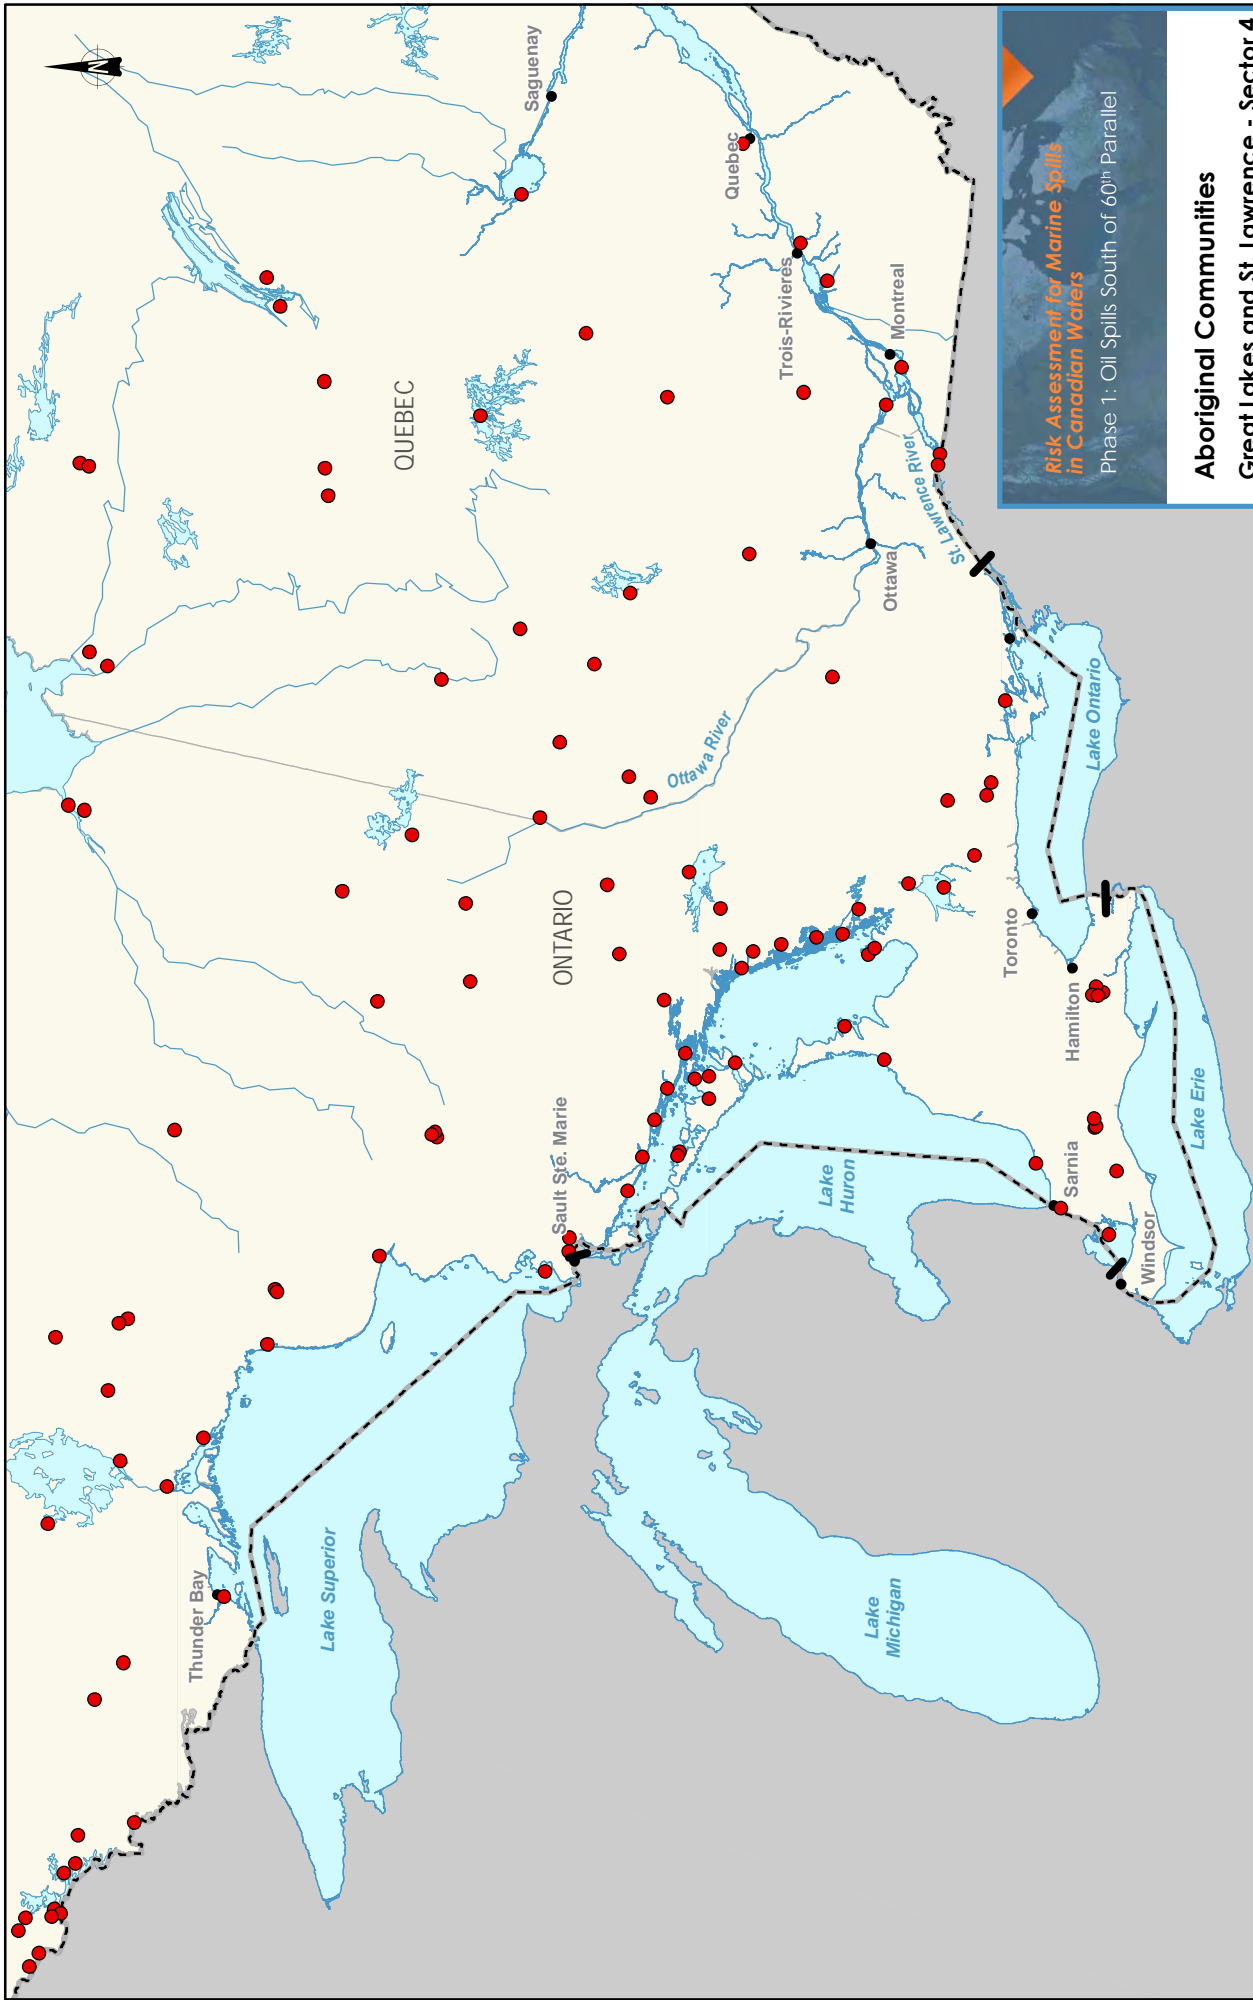 N
Saguenay
Quebec
QUEBEC
Trois-Rivieres
Montreal
St. Lawrence River
Ottawa
Ottawa River
Lake Ontario
ONTARIO
Toronto
Hamilton
Lake Erie
Sault Ste. Marie
Sarnia
Lake
Huron
Windsor
Thunder Bay
Lake Superior
Lake
Michigan
Risk Assessment for Marine Spills
in Canadian Waters
Phase 1: Oil Spills South of 60th Parallel
Aboriginal Communities
Great Lakes and St. Lawrence - Sector 4